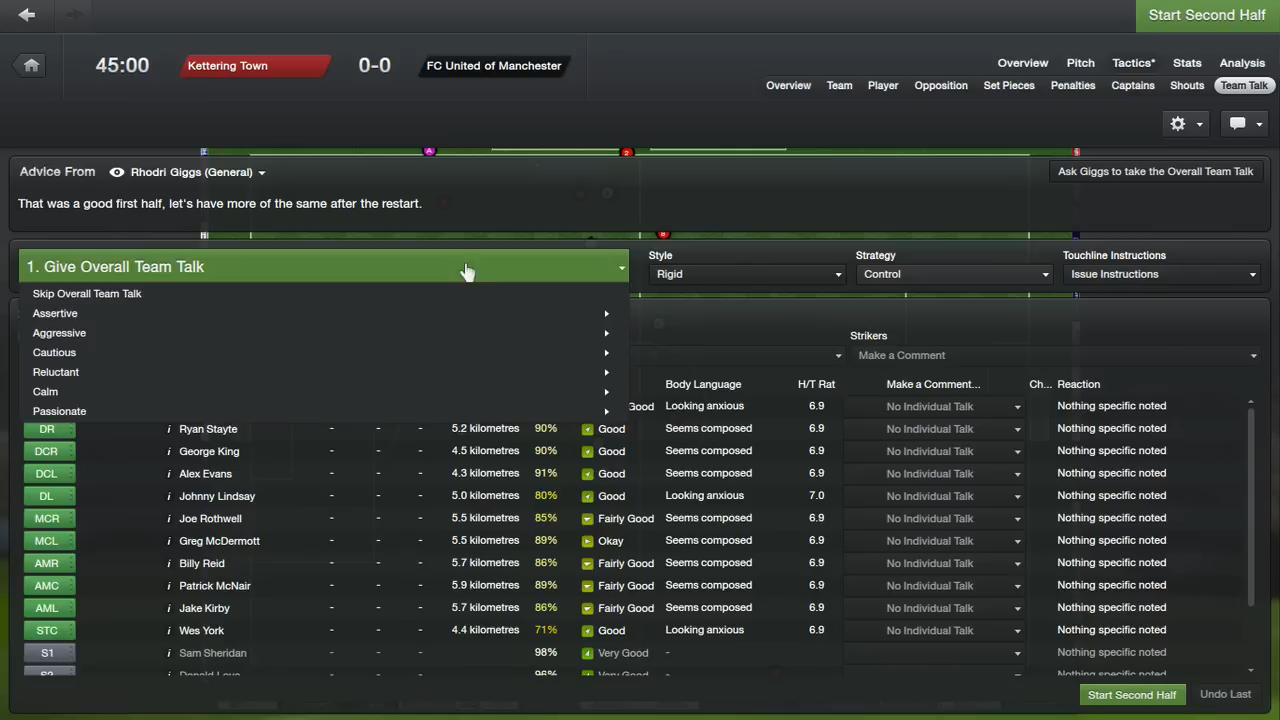 Start Second Half
45:00 Kettering Town 0-0 FC United of Manchester
Overview Pitch Tactics* Stats Analysis
Overview Team Player Opposition Set Pieces Penalties Captains Shouts Team Talk
Advice From Rhodri Giggs (General) Ask Giggs to take the Overall Team Talk
That was a good first half, let's have more of the same after the restart.
1. Give Overall Team Talk
Style Strategy Touchline Instructions
Rigid Control Issue Instructions
Skip Overall Team Talk
Assertive
Aggressive
Cautious
Reluctant
Calm
Passionate
Strikers
Make a Comment
Body Language H/T Rat Make a Comment... Ch... Reaction
Good Looking anxious 6.9 No Individual Talk Nothing specific noted
DR i Ryan Stayte - - - 5.2 kilometres 90% Good Seems composed 6.9 No Individual Talk Nothing specific noted
DCR i George King - - - 4.5 kilometres 90% Good Seems composed 6.9 No Individual Talk Nothing specific noted
DCL i Alex Evans - - - 4.3 kilometres 91% Good Seems composed 6.9 No Individual Talk Nothing specific noted
DL i Johnny Lindsay - - - 5.0 kilometres 80% Good Looking anxious 7.0 No Individual Talk Nothing specific noted
MCR i Joe Rothwell - - - 5.5 kilometres 85% Fairly Good Seems composed 6.9 No Individual Talk Nothing specific noted
MCL i Greg McDermott - - - 5.5 kilometres 89% Okay Seems composed 6.9 No Individual Talk Nothing specific noted
AMR i Billy Reid - - - 5.7 kilometres 86% Fairly Good Seems composed 6.9 No Individual Talk Nothing specific noted
AMC i Patrick McNair - - - 5.9 kilometres 89% Fairly Good Seems composed 6.9 No Individual Talk Nothing specific noted
AML i Jake Kirby - - - 5.7 kilometres 86% Fairly Good Seems composed 6.9 No Individual Talk Nothing specific noted
STC i Wes York - - - 4.4 kilometres 71% Good Looking anxious 6.9 No Individual Talk Nothing specific noted
S1 i Sam Sheridan - - - 98% Very Good - Nothing specific noted
S2 i Donald Love - - - 96% Very Good - Nothing specific noted
Start Second Half Undo Last